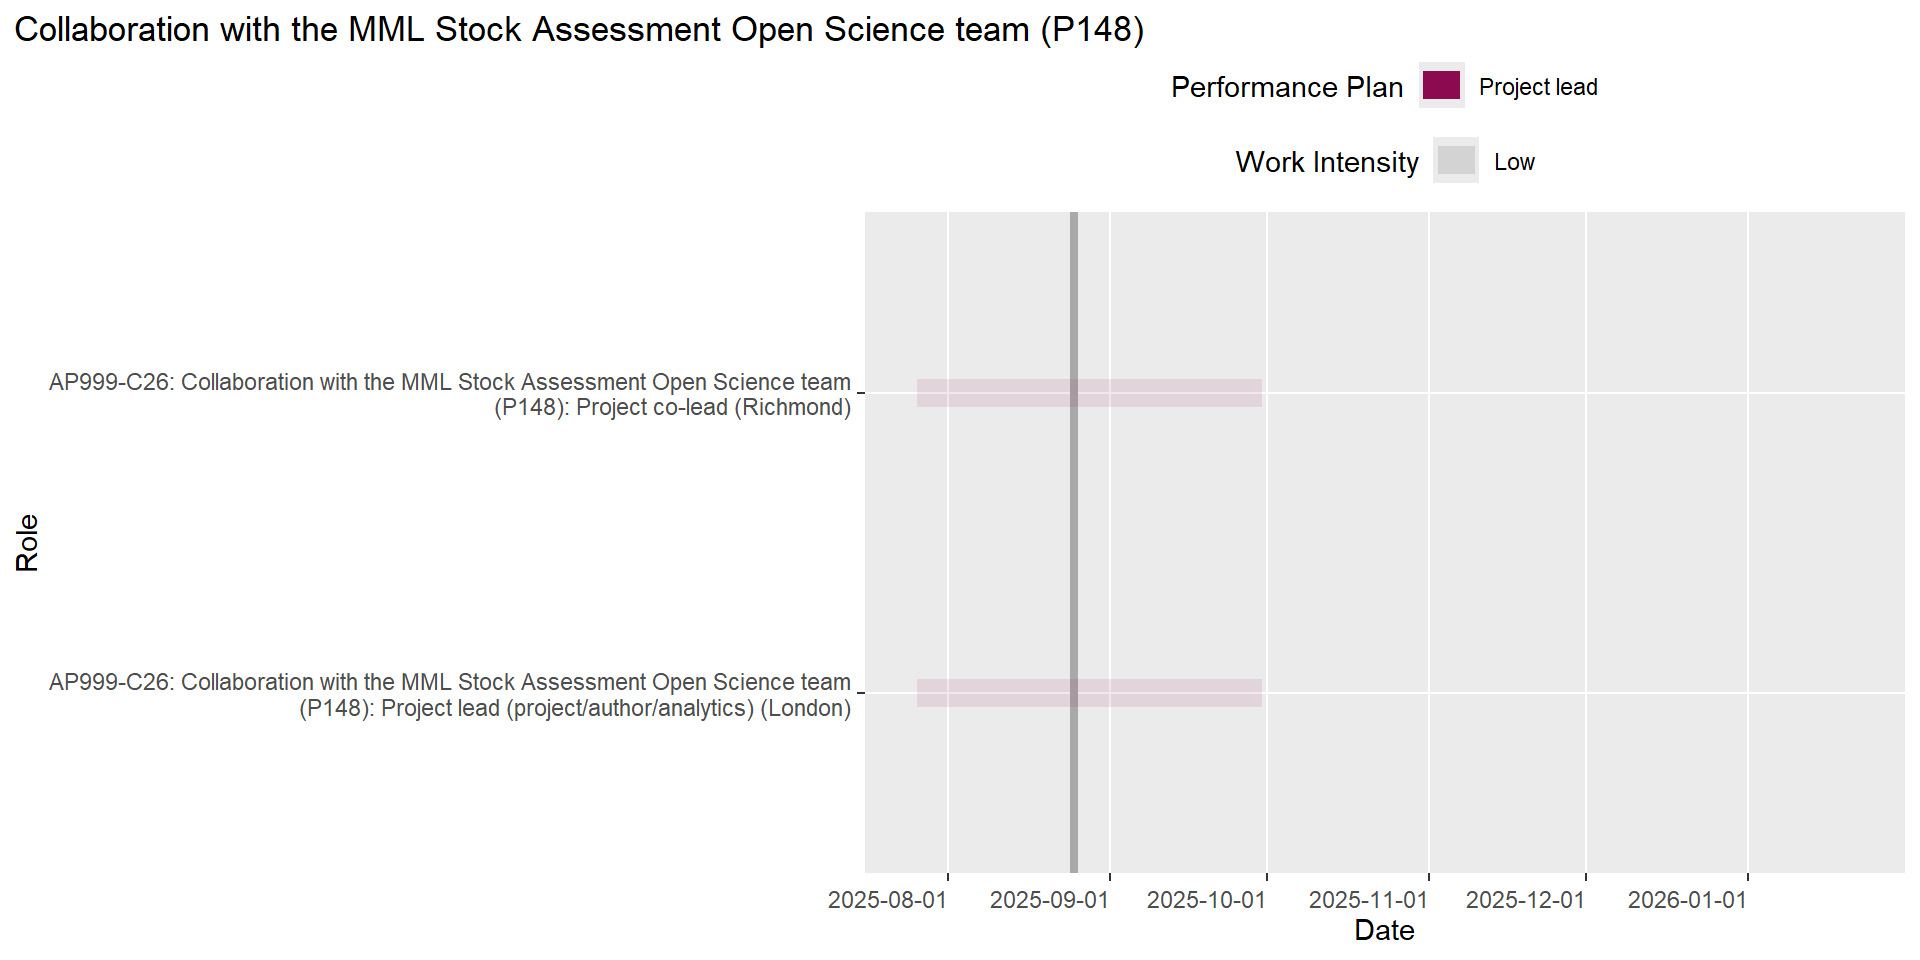 Collaboration with the MML Stock Assessment Open Science team (P148)
Performance Plan Project lead
Work Intensity Low
AP999-C26: Collaboration with the MML Stock Assessment Open Science team
(P148): Project co-lead (Richmond)
Role
AP999-C26: Collaboration with the MML Stock Assessment Open Science team
(P148): Project lead (project/author/analytics) (London)
2025-08-01 2025-09-01 2025-10-01 2025-11-01 2025-12-01 2026-01-01
Date